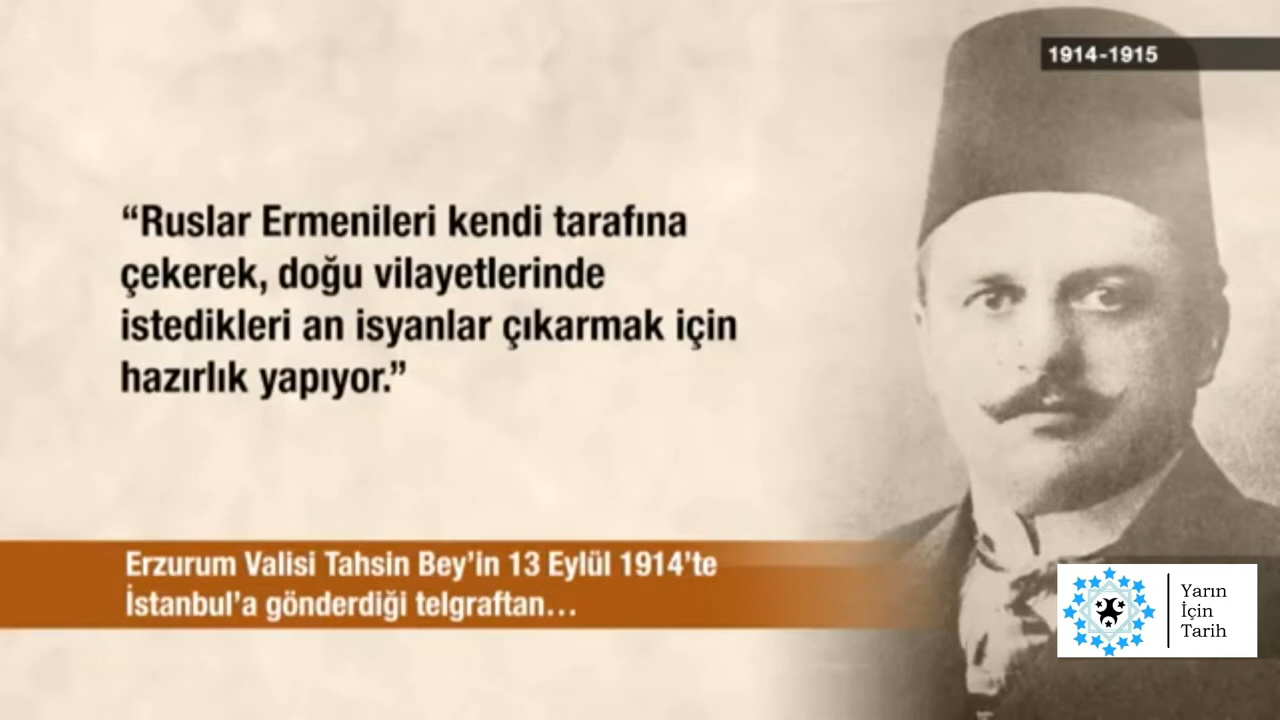 1914-1915
“Ruslar Ermenileri kendi tarafına
çekerek, doğu vilayetlerinde
istedikleri an isyanlar çıkarmak için
hazırlık yapıyor.”
Erzurum Valisi Tahsin Bey’in 13 Eylül 1914’te
İstanbul’a gönderdiği telgraftan...
Yarın
İçin
Tarih